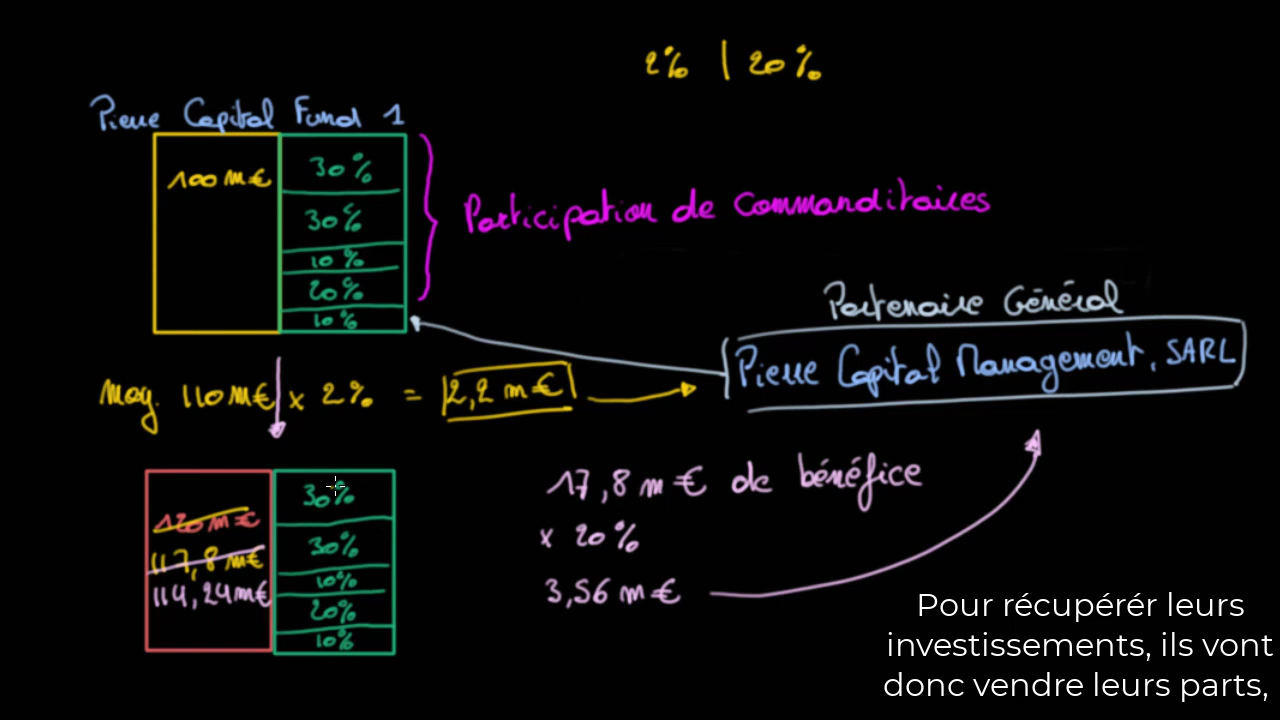 2% | 20%
Pierre Capital Fund 1
100 M€
30%
30%
10%
20%
10%
Participation de Commanditaires
Partenaire Général
Pierre Capital Management, SARL
Moy. 110 M€ x 2% = 2,2 m€
120 m€
117,8 m€
114,24 m€
30%
30%
10%
20%
10%
17,8 m€ de bénéfice
x 20%
3,56 m€
Pour récupérér leurs
investissements, ils vont
donc vendre leurs parts,